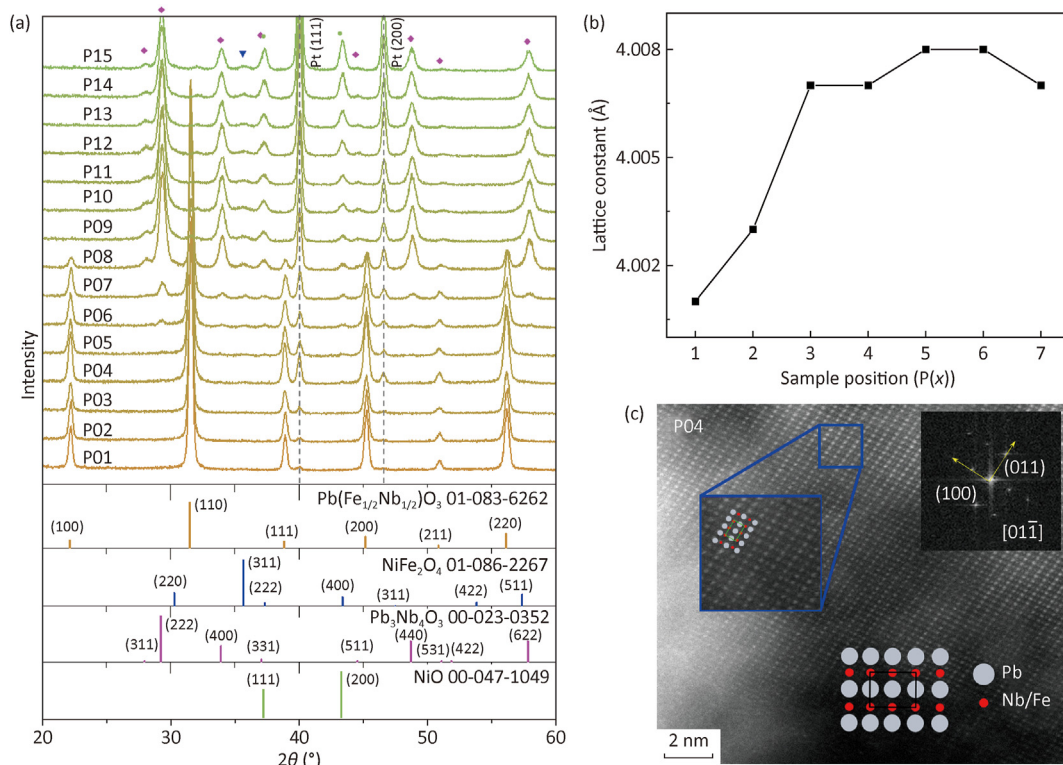 (a)
Pt (111)
Pt (200)
P15
P14
P13
P12
P11
P10
P09
P08
P07
P06
P05
P04
P03
P02
P01
Intensity
Pb(Fe1/2Nb1/2)O3 01-083-6262
(100)
(110)
(111)
(200)
(211)
(220)
NiFe2O4 01-086-2267
(220)
(311)
(222)
(400)
(311)
(422)
(511)
Pb3Nb4O3 00-023-0352
(311)
(222)
(400)
(331)
(511)
(440)
(531)
(422)
(622)
NiO 00-047-1049
(111)
(200)
20 30 40 50 60
2θ (°)
(b)
4.008
4.005
4.002
Lattice constant (Å)
1 2 3 4 5 6 7
Sample position (P(x))
(c)
P04
(011)
(100)
[011̄]
Pb
Nb/Fe
2 nm